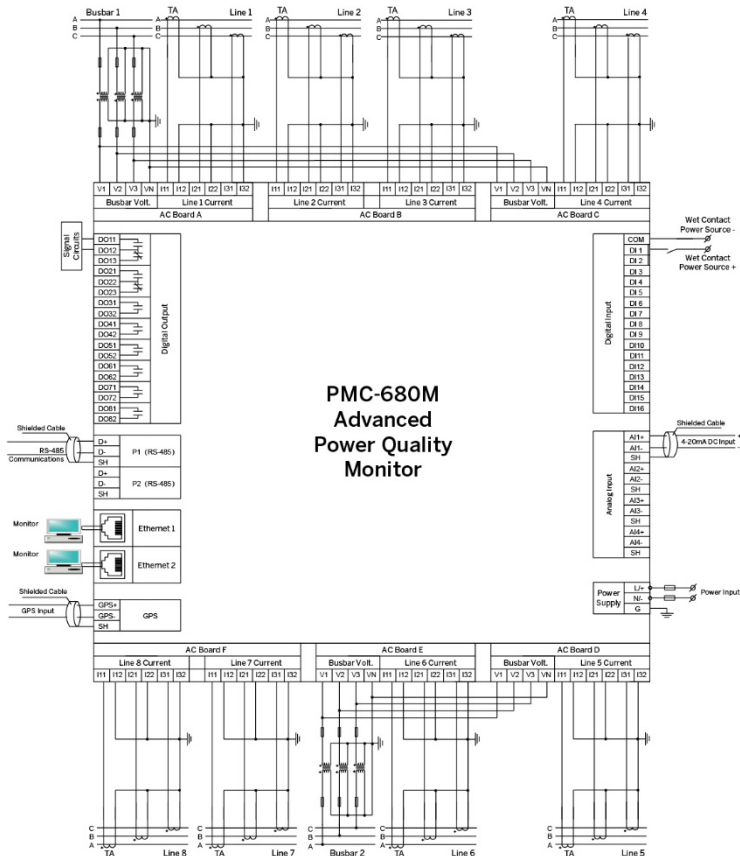 Busbar 1
TA
Line 1
TA
Line 2
TA
Line 3
TA
Line 4
A
B
C
A
B
C
A
B
C
A
B
C
V1 V2 V3 VN I11 I12 I21 I22 I31 I32
I11 I12 I21 I22 I31 I32
I11 I12 I21 I22 I31 I32
V1 V2 V3 VN I11 I12 I21 I22 I31 I32
Busbar Volt.
Line 1 Current
Line 2 Current
Line 3 Current
Busbar Volt.
Line 4 Current
AC Board A
AC Board B
AC Board C
Signal
Circuits
DO11
DO12
DO13
DO21
DO22
DO23
DO31
DO32
DO41
DO42
DO51
DO52
DO61
DO62
DO71
DO72
DO81
DO82
Digital Output
COM
DI 1
DI 2
DI 3
DI 4
DI 5
DI 6
DI 7
DI 8
DI 9
DI10
DI11
DI12
DI13
DI14
DI15
DI16
Digital Input
Wet Contact
Power Source -
Wet Contact
Power Source +
PMC-680M
Advanced
Power Quality
Monitor
Shielded Cable
RS-485
Communications
D+
D-
SH
P1 (RS-485)
D+
D-
SH
P2 (RS-485)
Monitor
Ethernet 1
Monitor
Ethernet 2
Shielded Cable
GPS Input
GPS+
GPS-
SH
GPS
AI1+
AI1-
SH
AI2+
AI2-
SH
AI3+
AI3-
SH
AI4+
AI4-
SH
Analog Input
Shielded Cable
4-20mA DC Input
+
-
Power
Supply
L/+
N/-
G
Power Input
AC Board F
AC Board E
AC Board D
Line 8 Current
Line 7 Current
Busbar Volt.
Line 6 Current
Busbar Volt.
Line 5 Current
I11 I12 I21 I22 I31 I32
I11 I12 I21 I22 I31 I32
V1 V2 V3 VN I11 I12 I21 I22 I31 I32
V1 V2 V3 VN I11 I12 I21 I22 I31 I32
C
B
A
C
B
A
C
B
A
C
B
A
TA
Line 8
TA
Line 7
Busbar 2
TA
Line 6
TA
Line 5